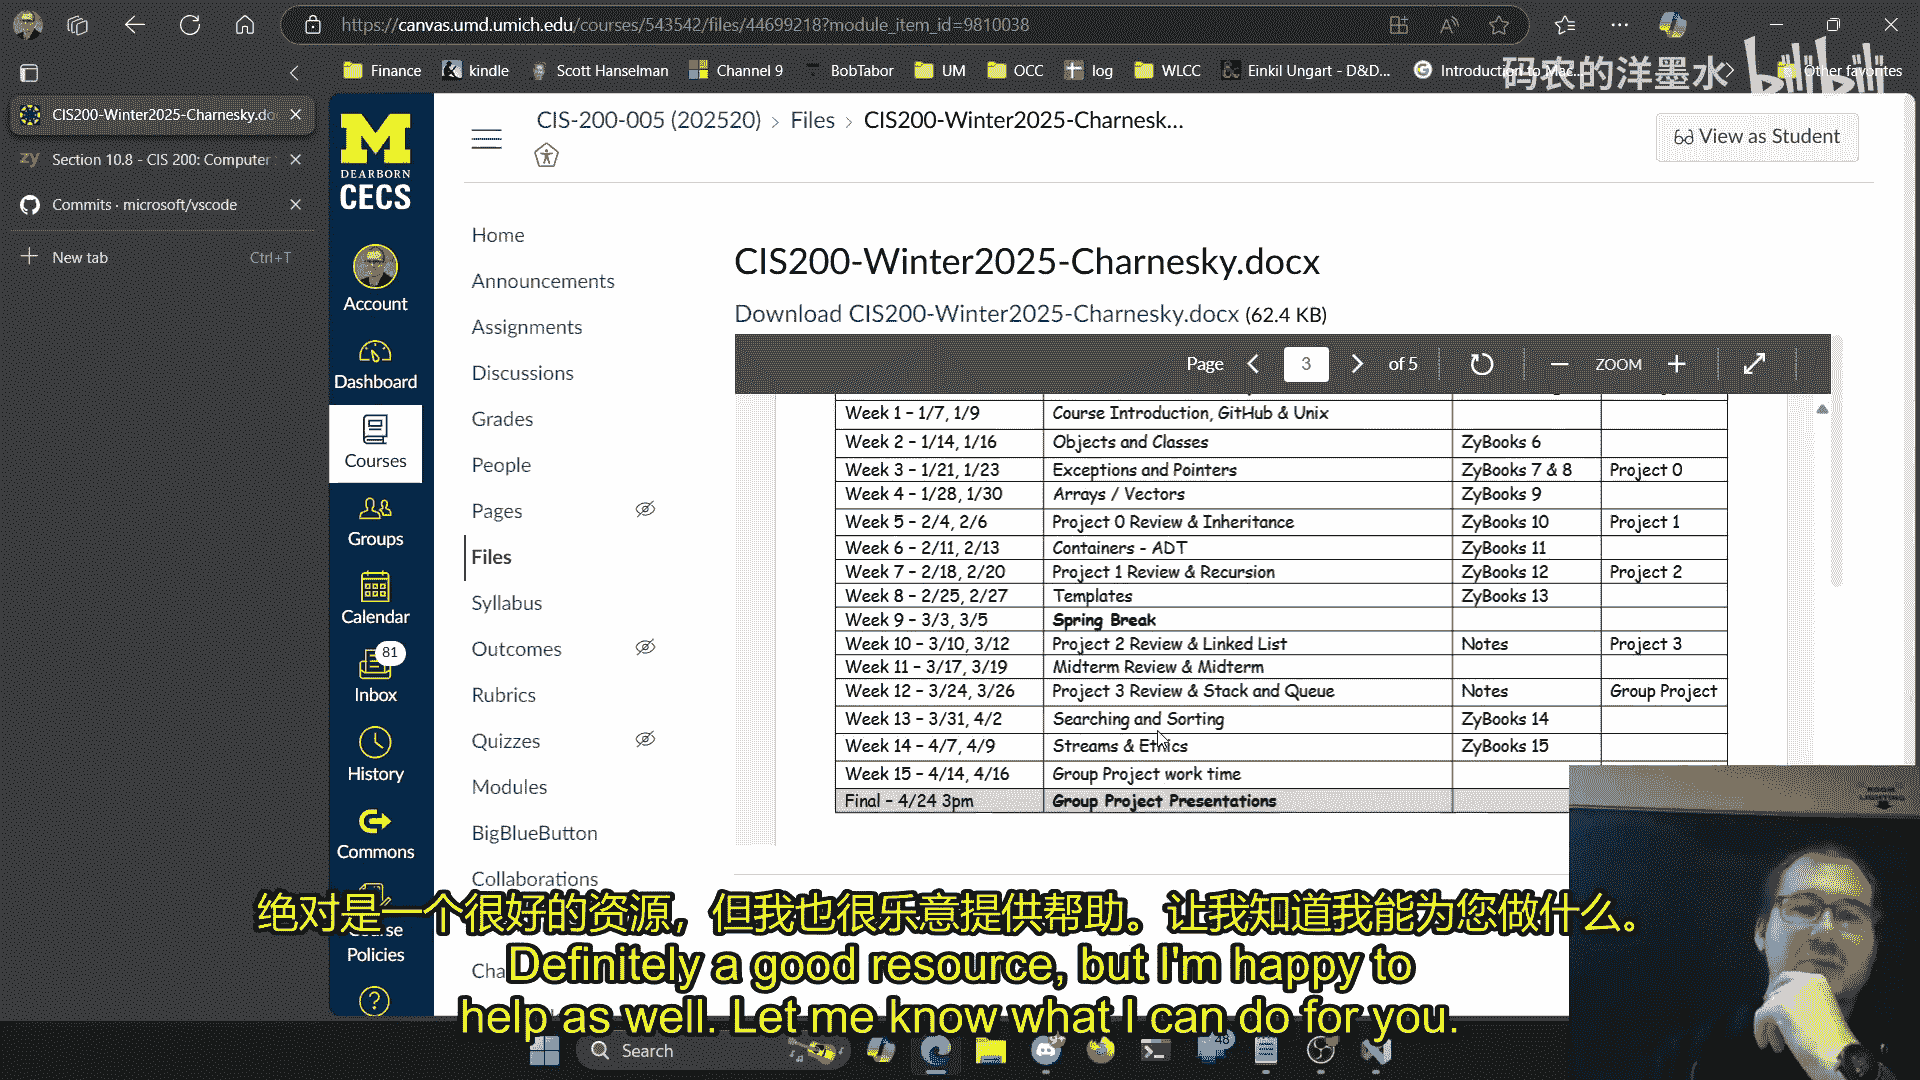 https://canvas.umd.umich.edu/courses/543542/files/44699218?module_item_id=9810038
Finance
kindle
Scott Hanselman
Channel 9
BobTabor
UM
OCC
log
WLCC
Einkil Ungart - D&D...
Other favorites
码农的洋墨水
bilibili
CIS200-Winter2025-Charnesky.do
Section 10.8 - CIS 200: Computer
Commits · microsoft/vscode
New tab
Ctrl+T
M
DEARBORN
CECS
Account
Dashboard
Courses
Groups
Calendar
81
Inbox
History
Commons
Policies
CIS-200-005 (202520) > Files > CIS200-Winter2025-Charnesk...
View as Student
Home
Announcements
Assignments
Discussions
Grades
People
Pages
Files
Syllabus
Outcomes
Rubrics
Quizzes
Modules
BigBlueButton
Collaborations
CIS200-Winter2025-Charnesky.docx
Download CIS200-Winter2025-Charnesky.docx (62.4 KB)
Page 3 of 5 ZOOM
Week 1 – 1/7, 1/9 Course Introduction, GitHub & Unix
Week 2 – 1/14, 1/16 Objects and Classes ZyBooks 6
Week 3 – 1/21, 1/23 Exceptions and Pointers ZyBooks 7 & 8 Project 0
Week 4 – 1/28, 1/30 Arrays / Vectors ZyBooks 9
Week 5 – 2/4, 2/6 Project 0 Review & Inheritance ZyBooks 10 Project 1
Week 6 – 2/11, 2/13 Containers - ADT ZyBooks 11
Week 7 – 2/18, 2/20 Project 1 Review & Recursion ZyBooks 12 Project 2
Week 8 – 2/25, 2/27 Templates ZyBooks 13
Week 9 – 3/3, 3/5 Spring Break
Week 10 – 3/10, 3/12 Project 2 Review & Linked List Notes Project 3
Week 11 – 3/17, 3/19 Midterm Review & Midterm
Week 12 – 3/24, 3/26 Project 3 Review & Stack and Queue Notes Group Project
Week 13 – 3/31, 4/2 Searching and Sorting ZyBooks 14
Week 14 – 4/7, 4/9 Streams & Ethics ZyBooks 15
Week 15 – 4/14, 4/16 Group Project work time
Final – 4/24 3pm Group Project Presentations
绝对是一个很好的资源，但我也很乐意提供帮助。让我知道我能为您做什么。
Definitely a good resource, but I'm happy to
help as well. Let me know what I can do for you.
Search
48